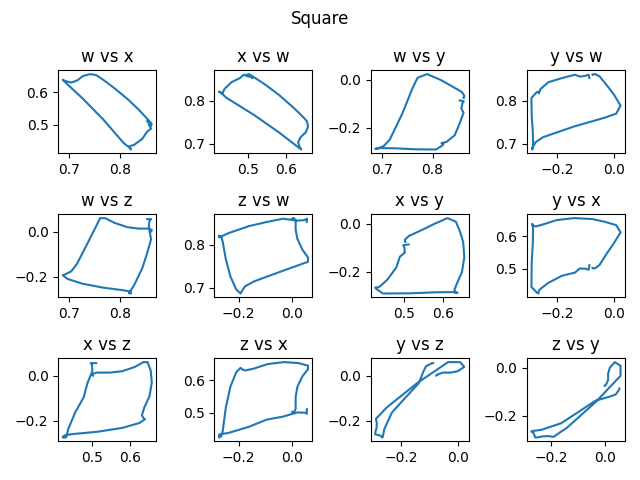 Square
w vs x
x vs w
w vs y
y vs w
0.6
0.5
0.7 0.8
0.8
0.7
0.5 0.6
0.0
−0.2
0.7 0.8
0.8
0.7
−0.2 0.0
w vs z
z vs w
x vs y
y vs x
0.0
−0.2
0.7 0.8
0.8
0.7
−0.2 0.0
0.0
−0.2
0.5 0.6
0.6
0.5
−0.2 0.0
x vs z
z vs x
y vs z
z vs y
0.0
−0.2
0.5 0.6
0.6
0.5
−0.2 0.0
0.0
−0.2
−0.2 0.0
0.0
−0.2
−0.2 0.0